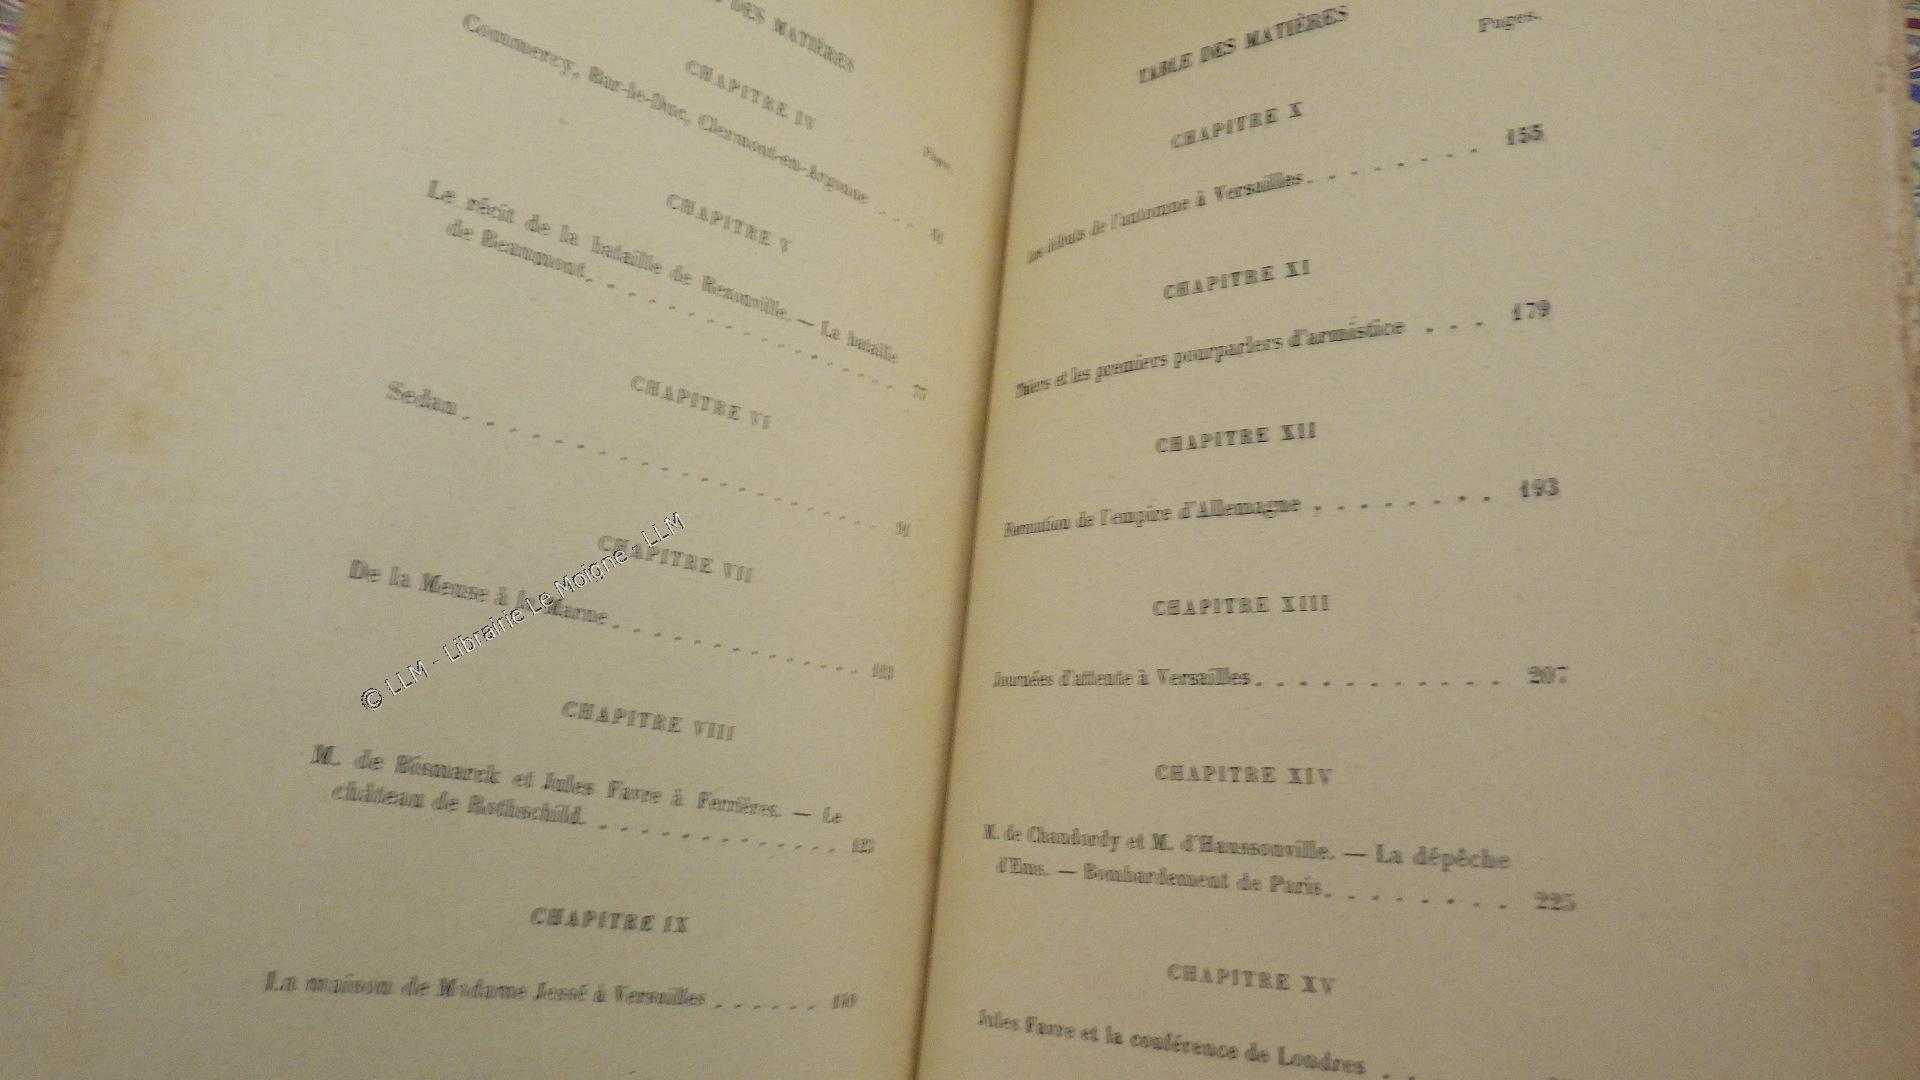 DES MATIÈRES
CHAPITRE IV
Pages.
Commercy, Bar-le-Duc, Clermont-en-Argonne . . .
CHAPITRE V
Le récit de la bataille de Rezonville. — La bataille
de Beaumont. . . . . . . . . . . . . . . 77
CHAPITRE VI
Sedan . . . . . . . . . . . . . . . . . . .
CHAPITRE VII
De la Meuse à la Marne . . . . . . . . . . . .
CHAPITRE VIII
M. de Bismarck et Jules Favre à Ferrières. — Le
château de Rothschild. . . . . . . . . . . . 123
CHAPITRE IX
La maison de Madame Jessé à Versailles . . . . . .
© LLM - Librairie Le Moigne - LLM
TABLE DES MATIÈRES
Pages.
CHAPITRE X
Les débuts de l'automne à Versailles. . . . . . . . 155
CHAPITRE XI
Thiers et les premiers pourparlers d'armistice . . . 179
CHAPITRE XII
Formation de l'empire d'Allemagne . . . . . . . . 193
CHAPITRE XIII
Journées d'attente à Versailles. . . . . . . . . . . 207
CHAPITRE XIV
M. de Chaudordy et M. d'Haussonville. — La dépêche
d'Ems. — Bombardement de Paris. . . . . . . . . 225
CHAPITRE XV
Jules Favre et la conférence de Londres . .